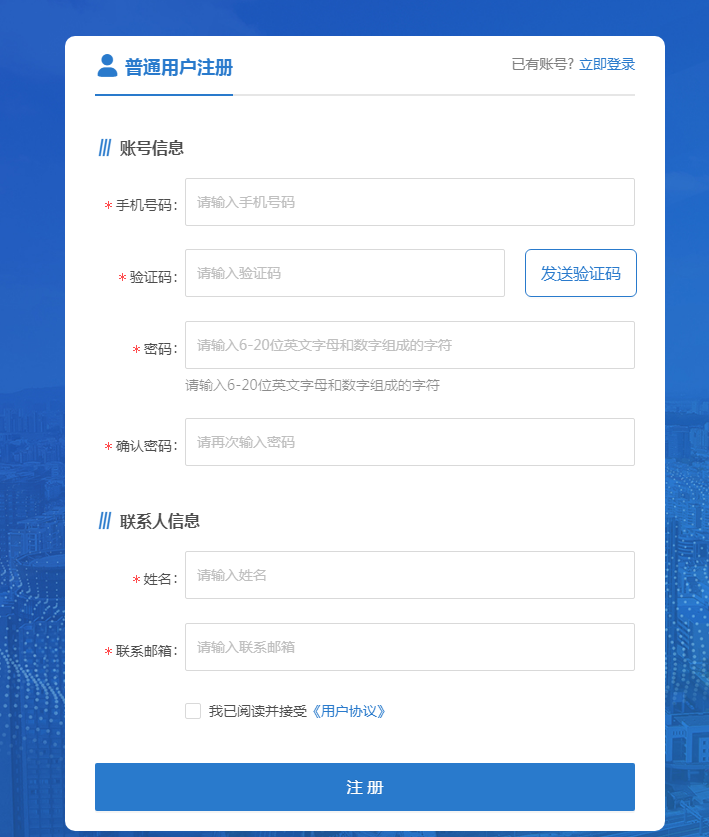 普通用户注册
已有账号? 立即登录
账号信息
* 手机号码:
请输入手机号码
* 验证码:
请输入验证码
发送验证码
* 密码:
请输入6-20位英文字母和数字组成的字符
请输入6-20位英文字母和数字组成的字符
* 确认密码:
请再次输入密码
联系人信息
* 姓名:
请输入姓名
* 联系邮箱:
请输入联系邮箱
我已阅读并接受《用户协议》
注 册